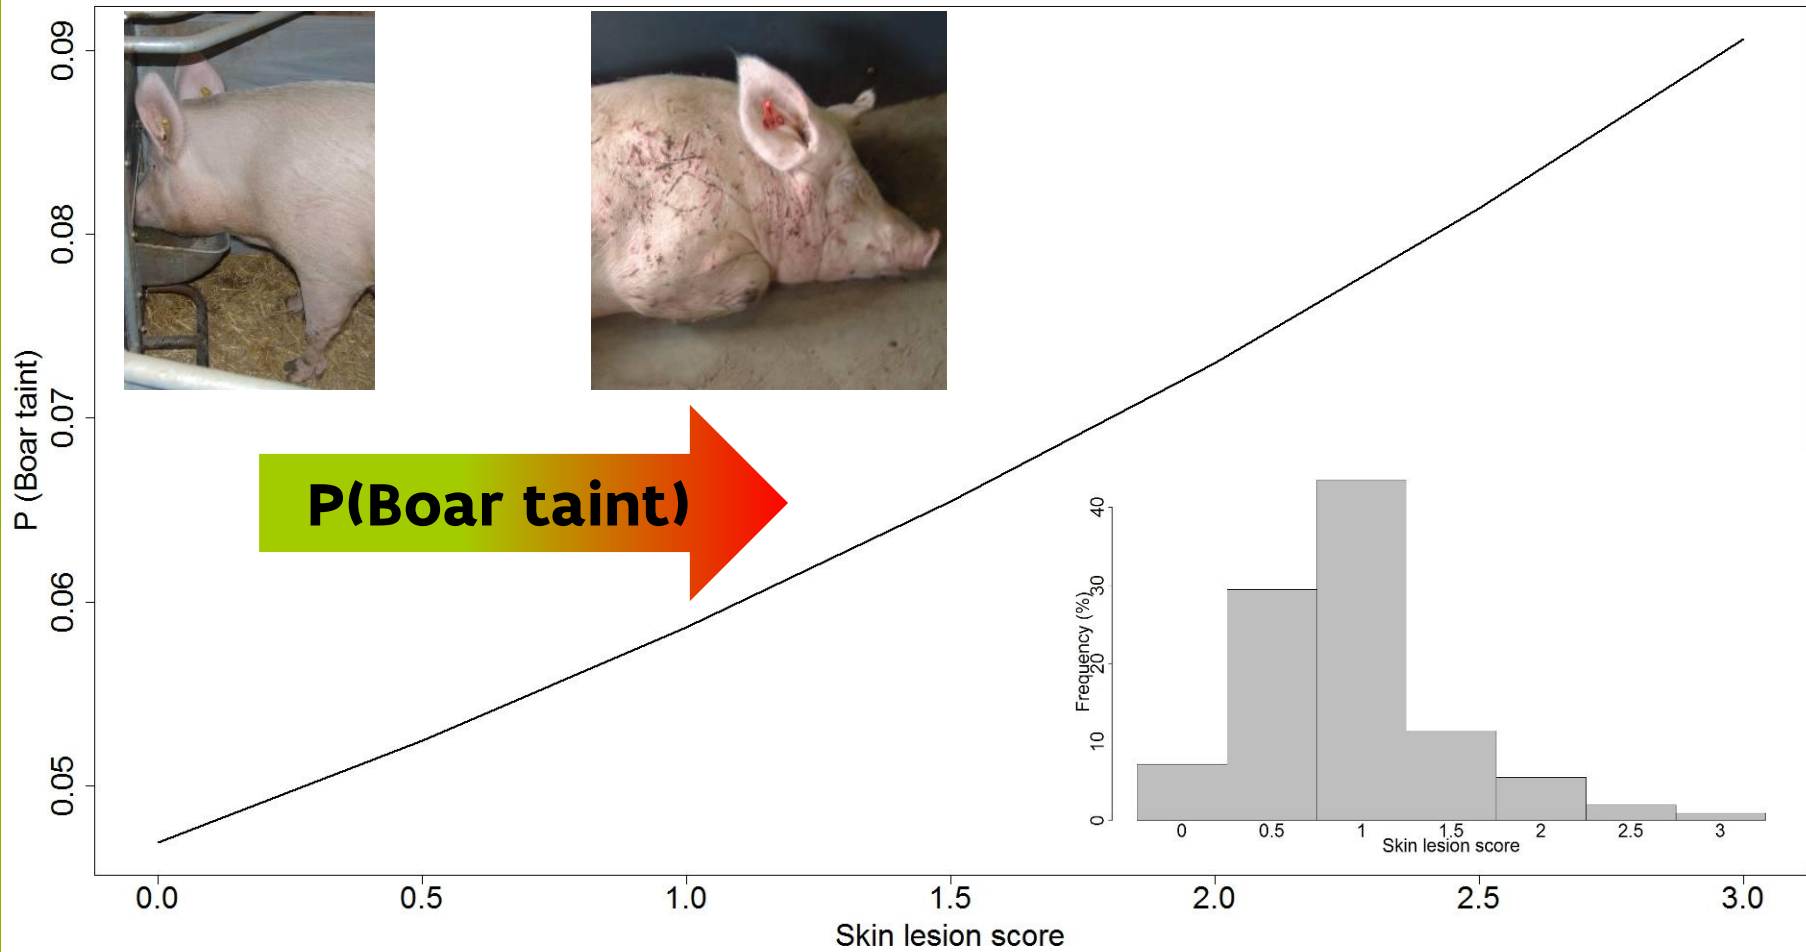 P (Boar taint)
0.09
0.08
0.07
0.06
0.05
P(Boar taint)
0.0 0.5 1.0 1.5 2.0 2.5 3.0
Skin lesion score
Frequency (%)
40
30
20
10
0
0 0.5 1 1.5 2 2.5 3
Skin lesion score